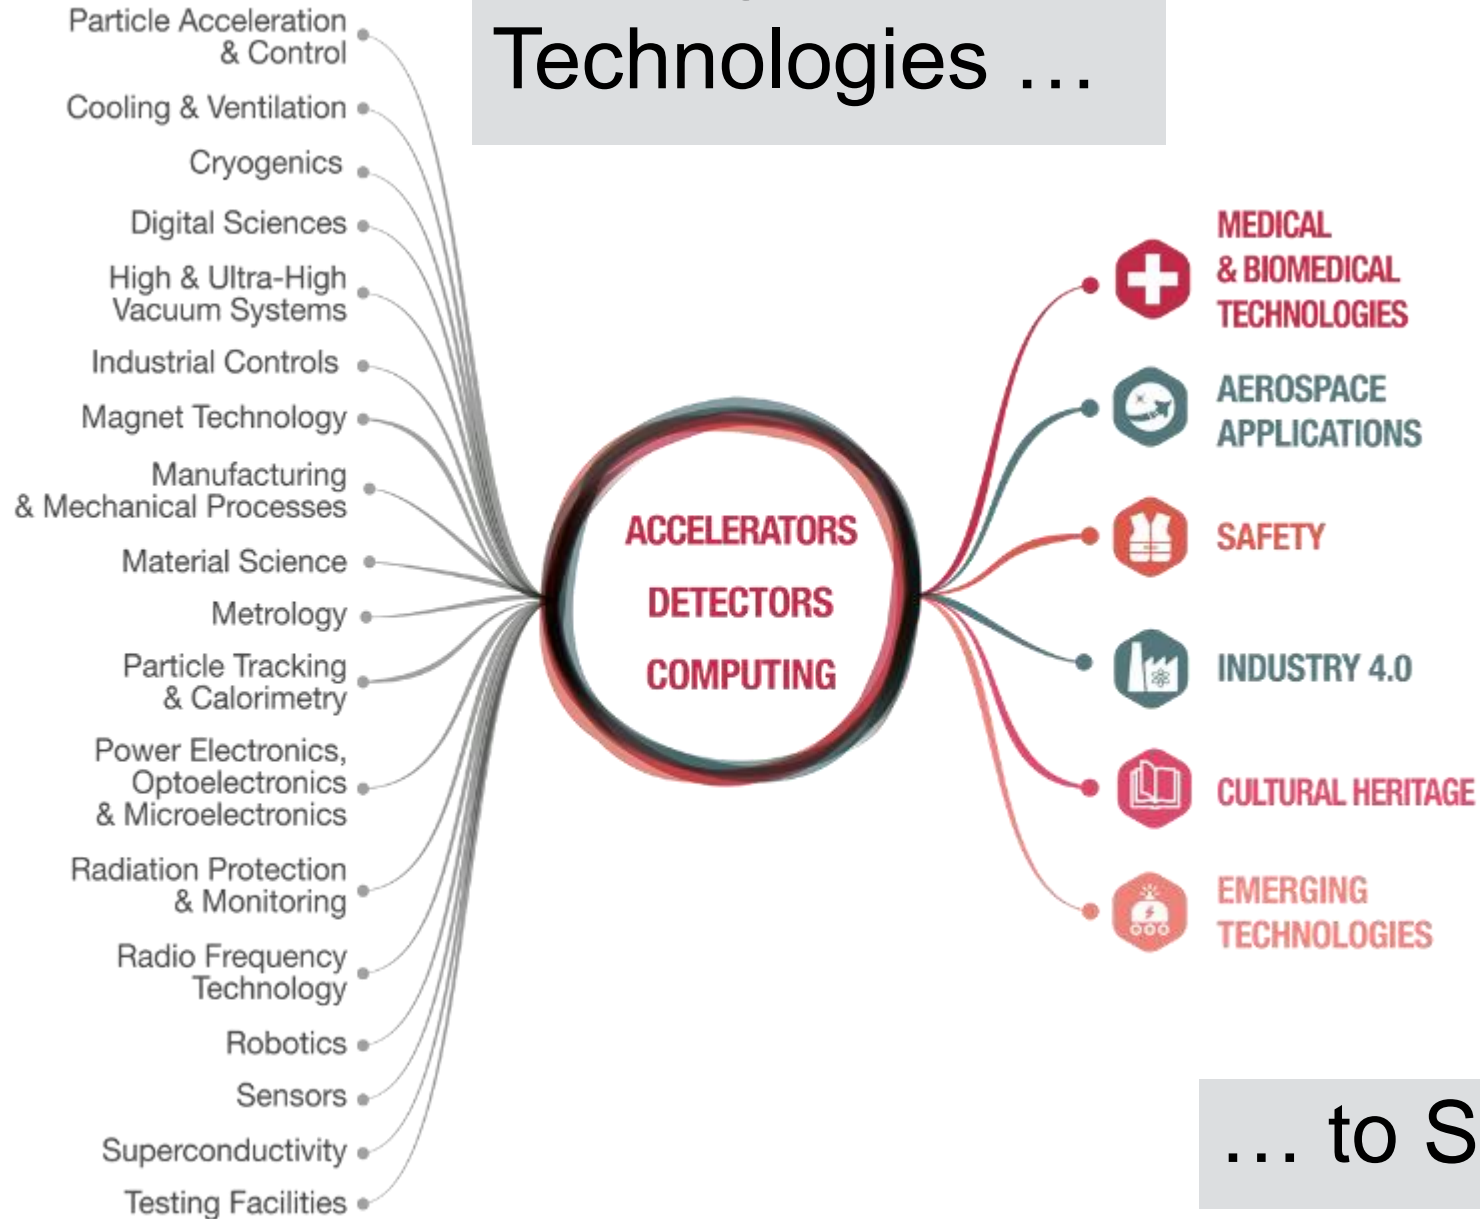 Technologies …
Particle Acceleration
& Control
Cooling & Ventilation
Cryogenics
Digital Sciences
High & Ultra-High
Vacuum Systems
Industrial Controls
Magnet Technology
Manufacturing
& Mechanical Processes
Material Science
Metrology
Particle Tracking
& Calorimetry
Power Electronics,
Optoelectronics
& Microelectronics
Radiation Protection
& Monitoring
Radio Frequency
Technology
Robotics
Sensors
Superconductivity
Testing Facilities
ACCELERATORS
DETECTORS
COMPUTING
MEDICAL
& BIOMEDICAL
TECHNOLOGIES
AEROSPACE
APPLICATIONS
SAFETY
INDUSTRY 4.0
CULTURAL HERITAGE
EMERGING
TECHNOLOGIES
… to S